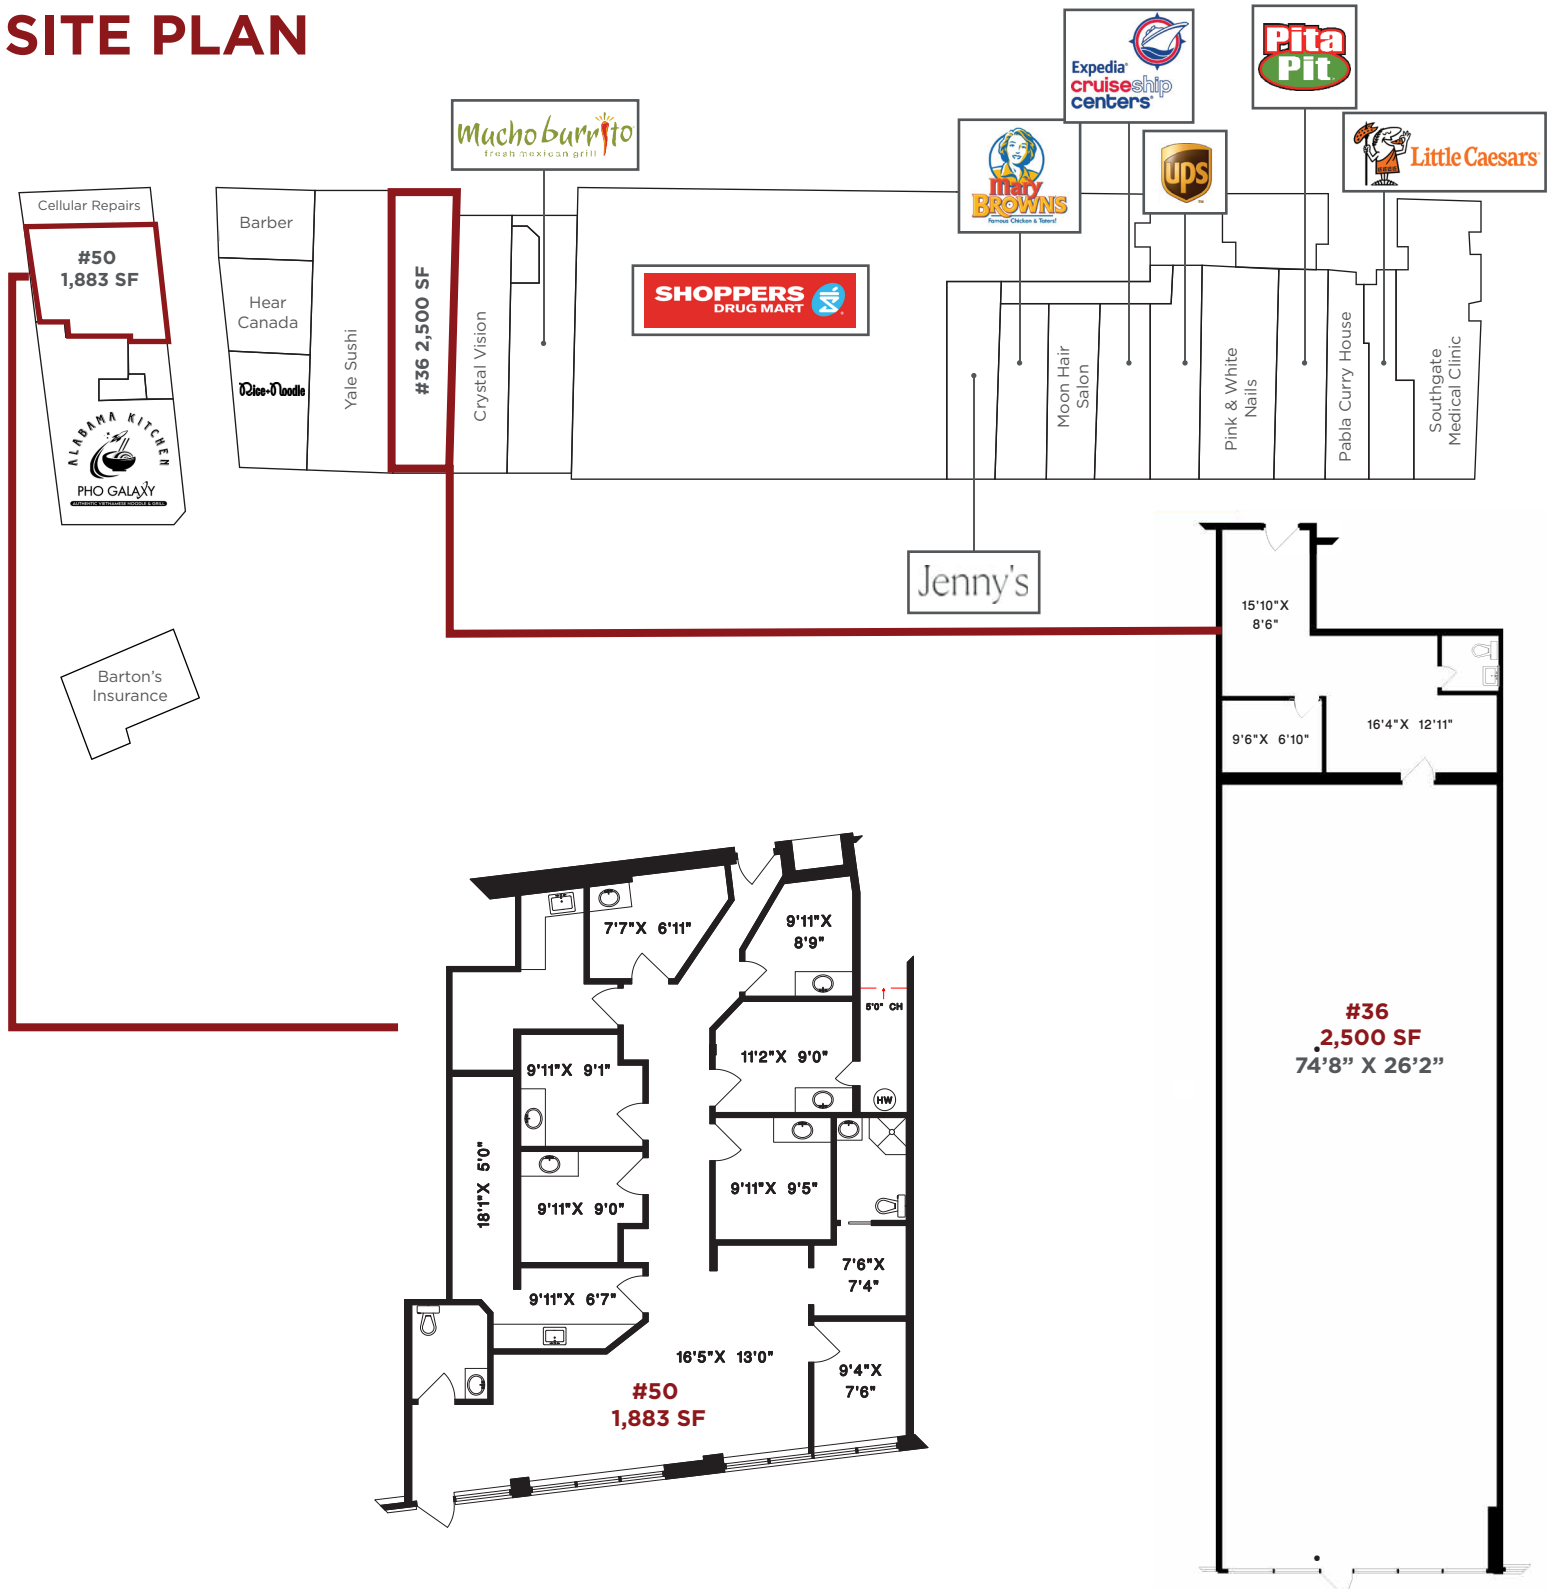 SITE PLAN
Expedia
cruiseship
centers
Pita
Pit
Mucho burrito
fresh mexican grill
Mary
BROWNS
Famous Chicken & Taters!
ups
Little Caesars
Cellular Repairs
#50
1,883 SF
Barber
Hear
Canada
Rice & Noodle
Yale Sushi
#36 2,500 SF
Crystal Vision
SHOPPERS
DRUG MART
Moon Hair
Salon
Pink & White
Nails
Pabla Curry House
Southgate
Medical Clinic
ALABAMA KITCHEN
PHO GALAXY
AUTHENTIC VIETNAMESE NOODLE & GRILL
Jenny's
Barton's
Insurance
15'10"X
8'6"
16'4"X 12'11"
9'6"X 6'10"
#36
2,500 SF
74'8" X 26'2"
7'7"X 6'11"
9'11"X
8'9"
5'0" CH
11'2"X 9'0"
9'11"X 9'1"
HW
18'1"X 5'0"
9'11"X 9'5"
9'11"X 9'0"
7'6"X
7'4"
9'11"X 6'7"
16'5"X 13'0"
9'4"X
7'6"
#50
1,883 SF